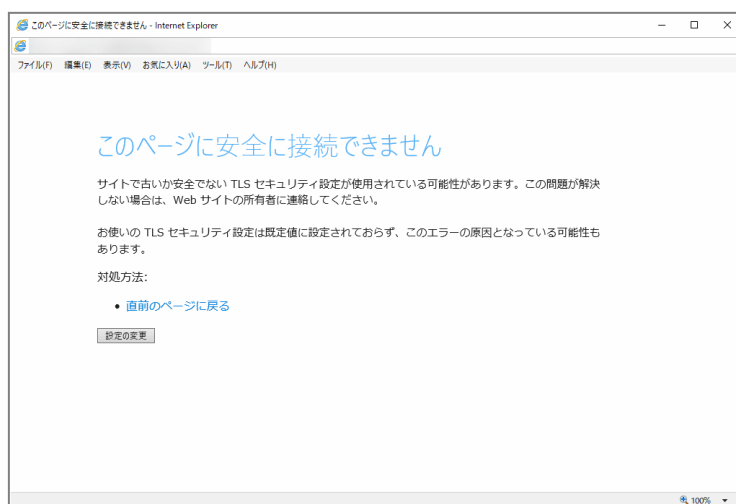 このページに安全に接続できません - Internet Explorer
ファイル(F) 編集(E) 表示(V) お気に入り(A) ツール(T) ヘルプ(H)
このページに安全に接続できません
サイトで古いか安全でない TLS セキュリティ設定が使用されている可能性があります。この問題が解決
しない場合は、Web サイトの所有者に連絡してください。
お使いの TLS セキュリティ設定は既定値に設定されておらず、このエラーの原因となっている可能性も
あります。
対処方法:
• 直前のページに戻る
設定の変更
100%